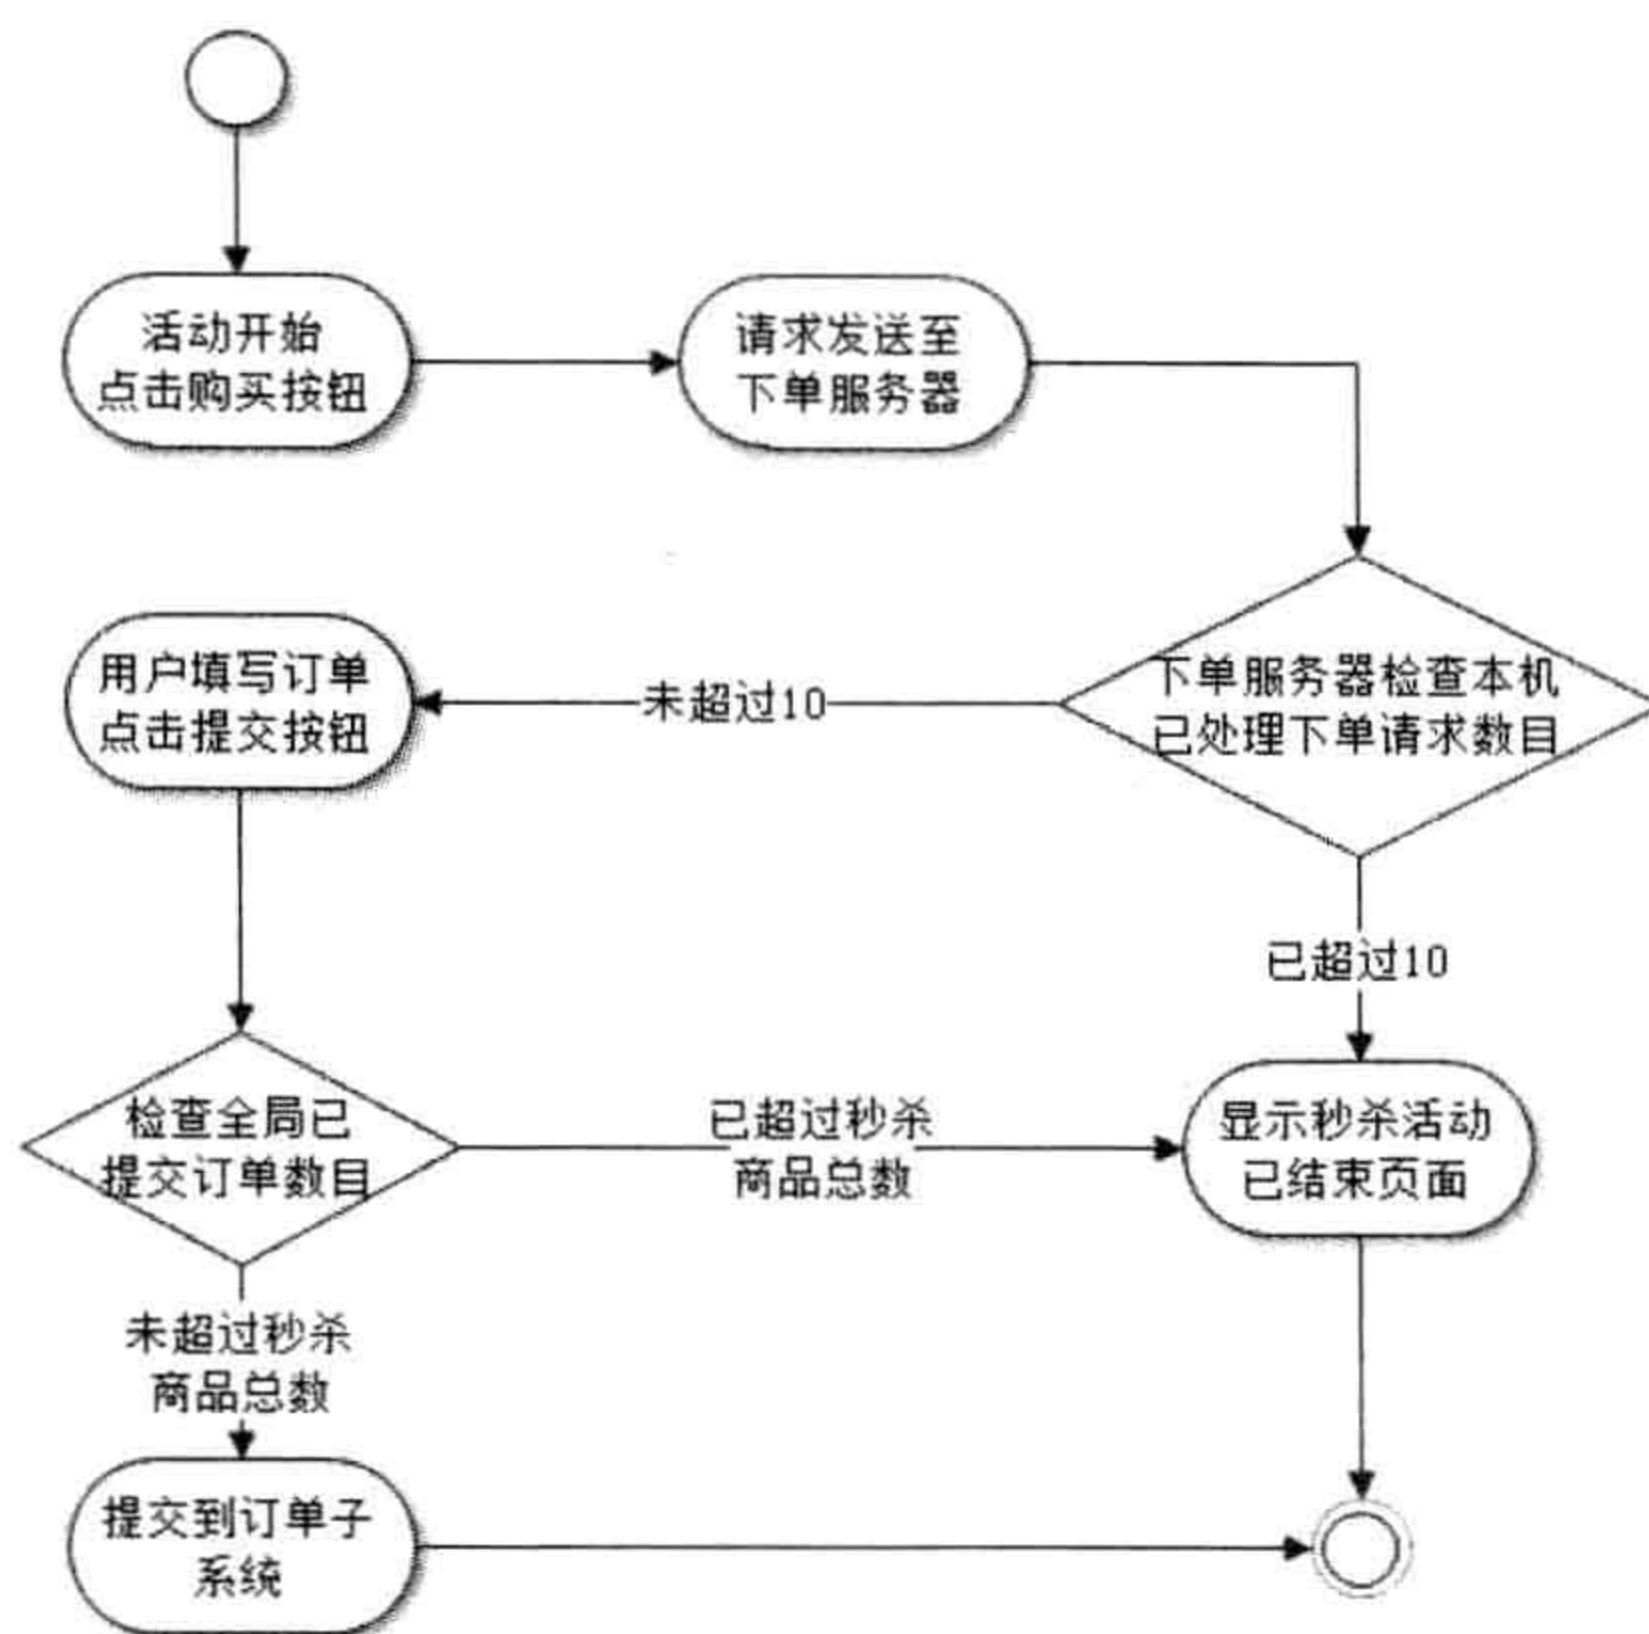 活动开始
点击购买按钮
请求发送至
下单服务器
下单服务器检查本机
已处理下单请求数目
未超过10
用户填写订单
点击提交按钮
已超过10
检查全局已
提交订单数目
已超过秒杀
商品总数
显示秒杀活动
已结束页面
未超过秒杀
商品总数
提交到订单子
系统